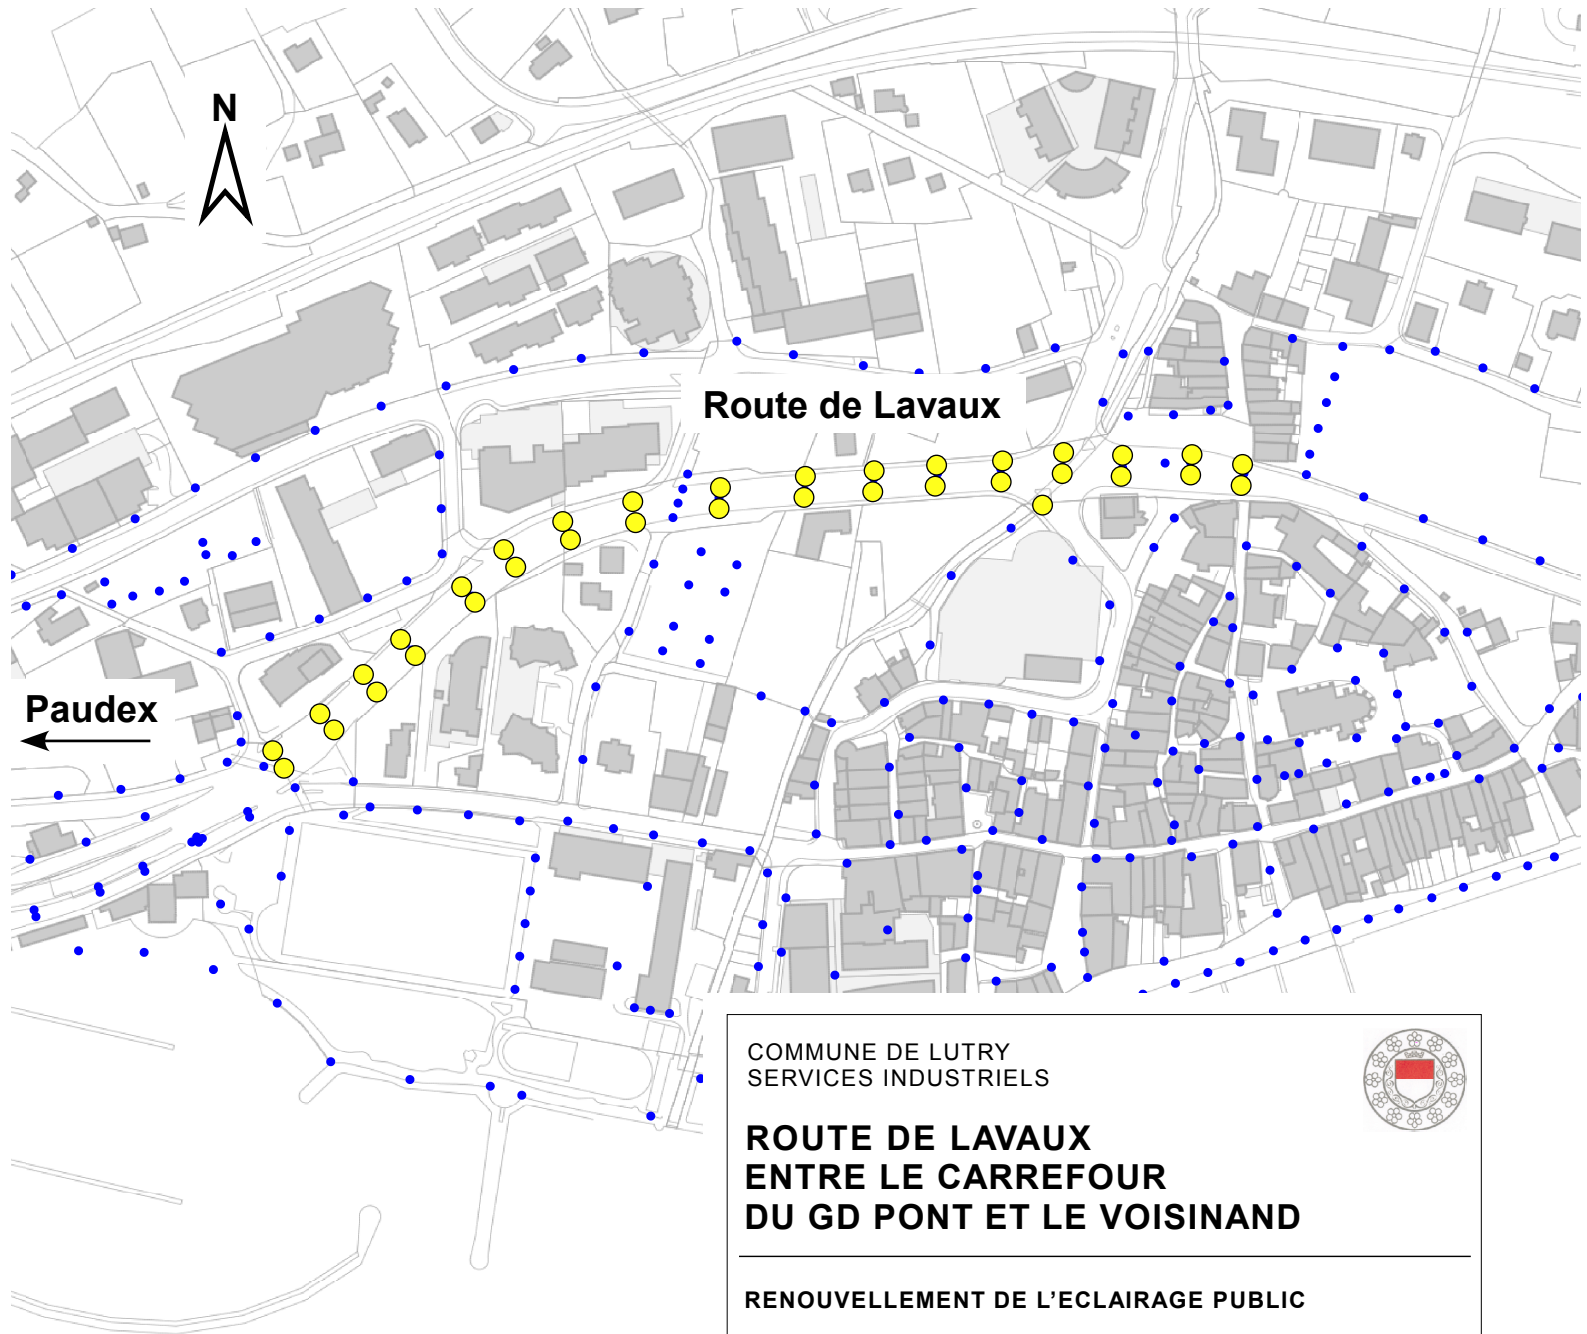 N
Route de Lavaux
Paudex
COMMUNE DE LUTRY
SERVICES INDUSTRIELS
ROUTE DE LAVAUX
ENTRE LE CARREFOUR
DU GD PONT ET LE VOISINAND
RENOUVELLEMENT DE L'ECLAIRAGE PUBLIC